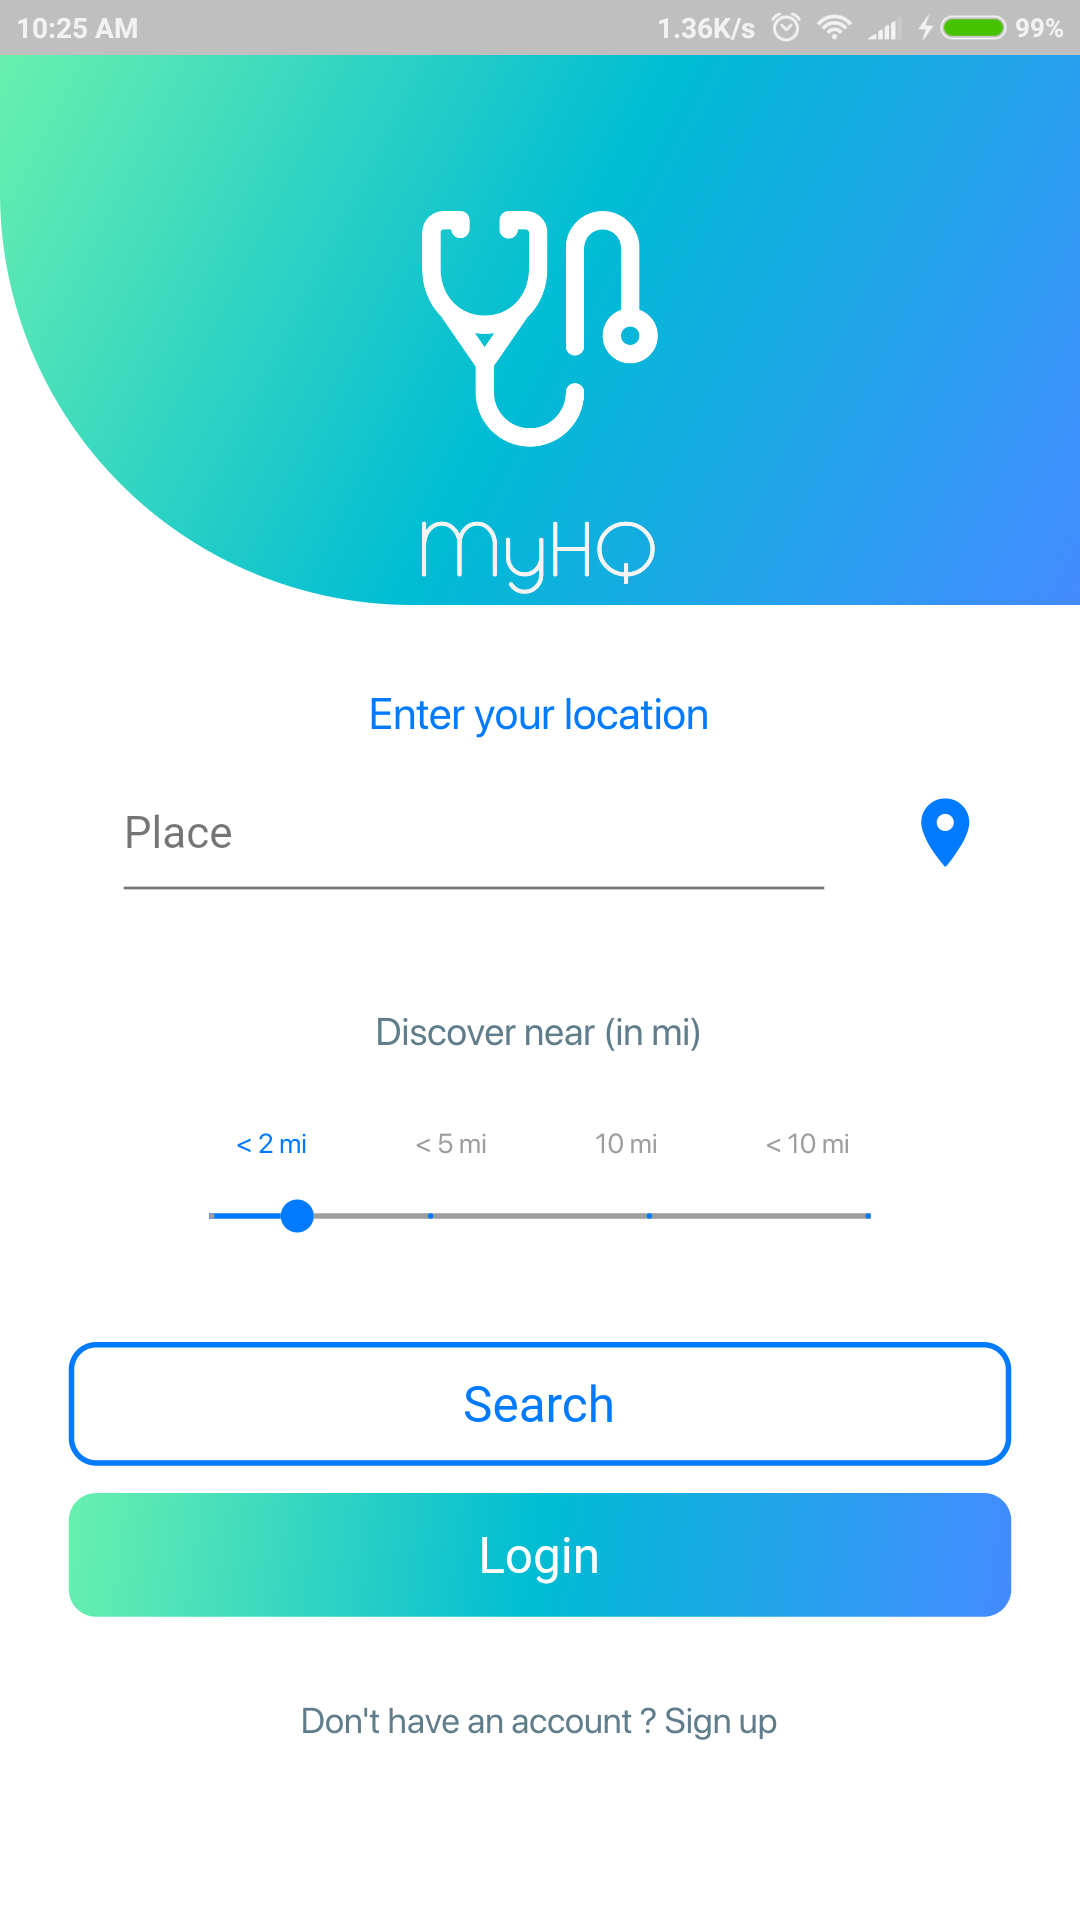 10:25 AM 1.36K/s 99%
MyHQ
Enter your location
Place
Discover near (in mi)
< 2 mi < 5 mi 10 mi < 10 mi
Search
Login
Don't have an account ? Sign up